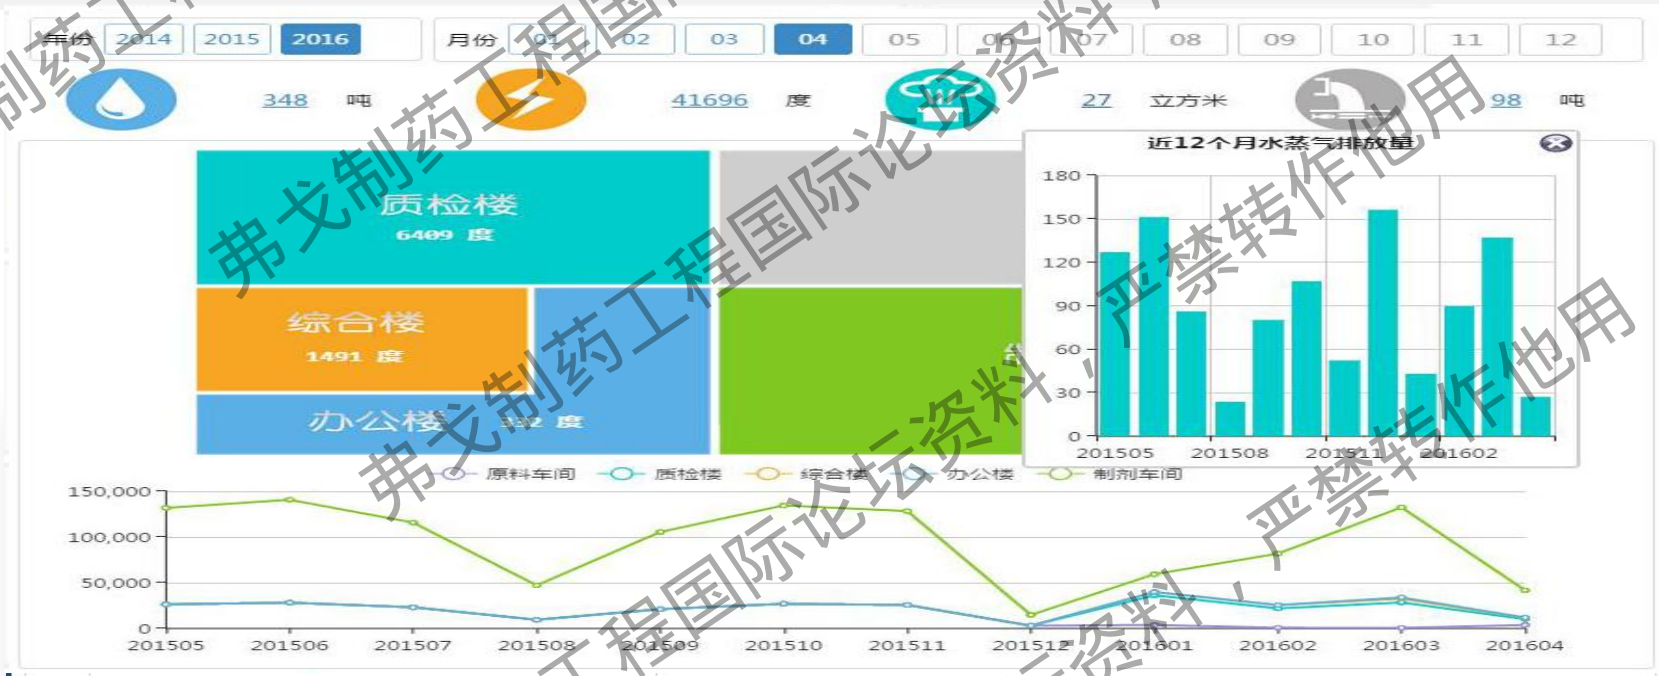 年份 2014 2015 2016 月份 01 02 03 04 05 06 07 08 09 10 11 12
348 吨 41696 度 27 立方米 98 吨
近12个月水蒸气排放量
180
150
120
90
60
30
0
201505 201508 201511 201602
质检楼
6409 度
综合楼
1491 度
办公楼 度
原料车间 质检楼 综合楼 办公楼 制剂车间
150,000
100,000
50,000
0
201505 201506 201507 201508 201509 201510 201511 201512 201601 201602 201603 201604
弗戈制药工程国际论坛资料，严禁转作他用
弗戈制药工程国际论坛资料，严禁转作他用